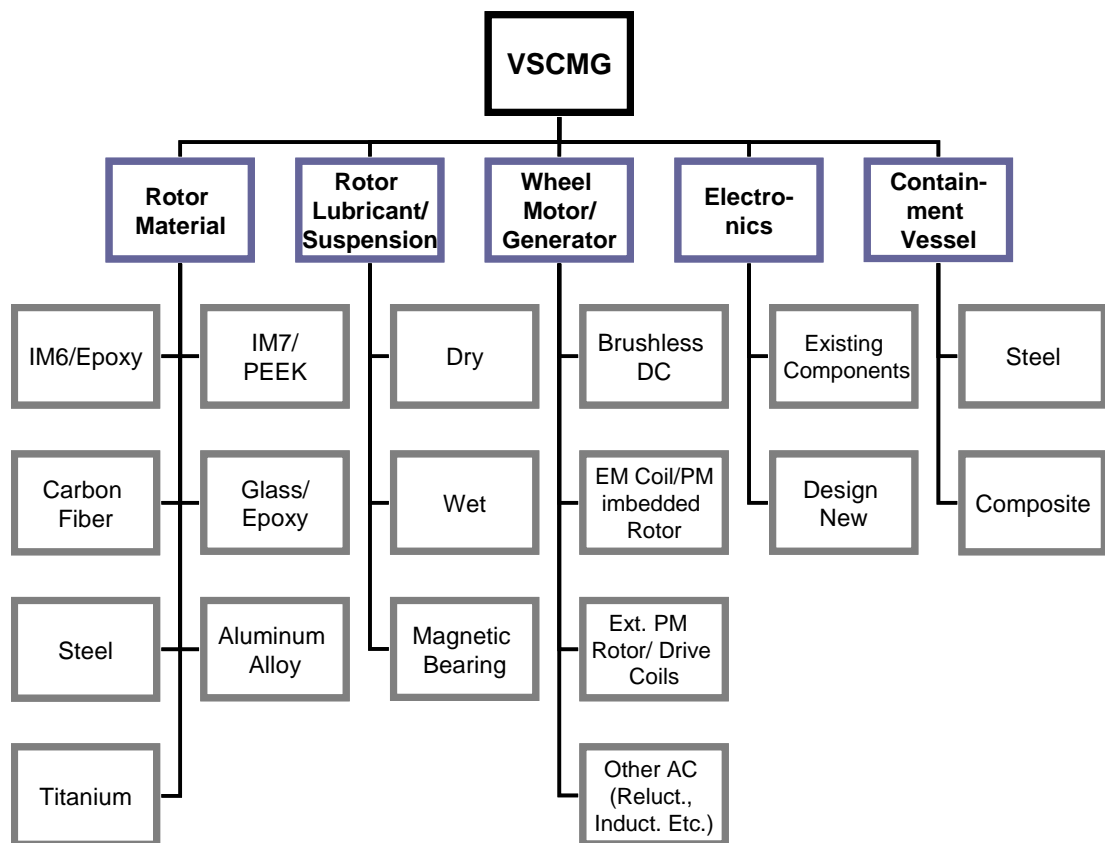 VSCMG
Rotor
Material
Rotor
Lubricant/
Suspension
Wheel
Motor/
Generator
Electro-
nics
Contain-
ment
Vessel
IM6/Epoxy
IM7/
PEEK
Dry
Brushless
DC
Existing
Components
Steel
Carbon
Fiber
Glass/
Epoxy
Wet
EM Coil/PM
imbedded
Rotor
Design
New
Composite
Steel
Aluminum
Alloy
Magnetic
Bearing
Ext. PM
Rotor/ Drive
Coils
Titanium
Other AC
(Reluct.,
Induct. Etc.)